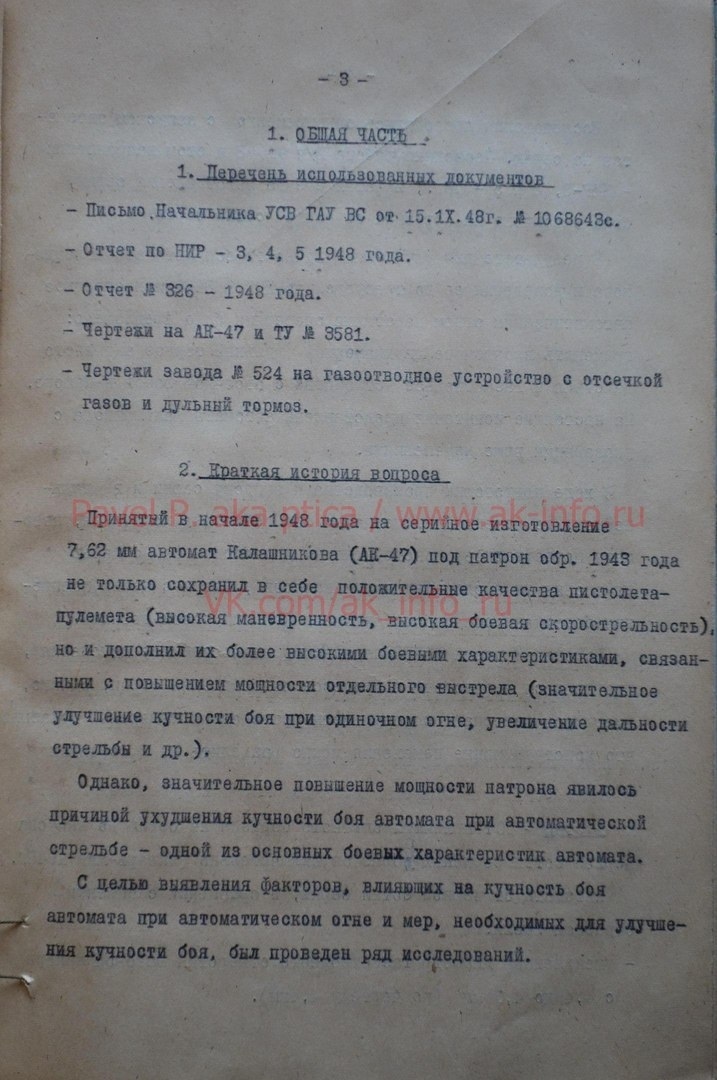 - 3 -
1. ОБЩАЯ ЧАСТЬ.
1. Перечень использованных документов
- Письмо Начальника УСВ ГАУ ВС от 15.1Х.48г. № 1068643с.
- Отчет по НИР - 3, 4, 5 1948 года.
- Отчет № 326 - 1948 года.
- Чертежи на АК-47 и ТУ № 3581.
- Чертежи завода № 524 на газоотводное устройство с отсечкой
газов и дульный тормоз.
2. Краткая история вопроса
Pavel R. aka ptica / www.ak-info.ru
Принятый в начале 1948 года на серийное изготовление
7,62 мм автомат Калашникова (АК-47) под патрон обр. 1943 года
не только сохранил в себе положительные качества пистолета-
VK.com/ak_info_ru
пулемета (высокая маневренность, высокая боевая скорострельность),
но и дополнил их более высокими боевыми характеристиками, связан-
ными с повышением мощности отдельного выстрела (значительное
улучшение кучности боя при одиночном огне, увеличение дальности
стрельбы и др.).
Однако, значительное повышение мощности патрона явилось
причиной ухудшения кучности боя автомата при автоматической
стрельбе - одной из основных боевых характеристик автомата.
С целью выявления факторов, влияющих на кучность боя
автомата при автоматическом огне и мер, необходимых для улучше-
ния кучности боя, был проведен ряд исследований.